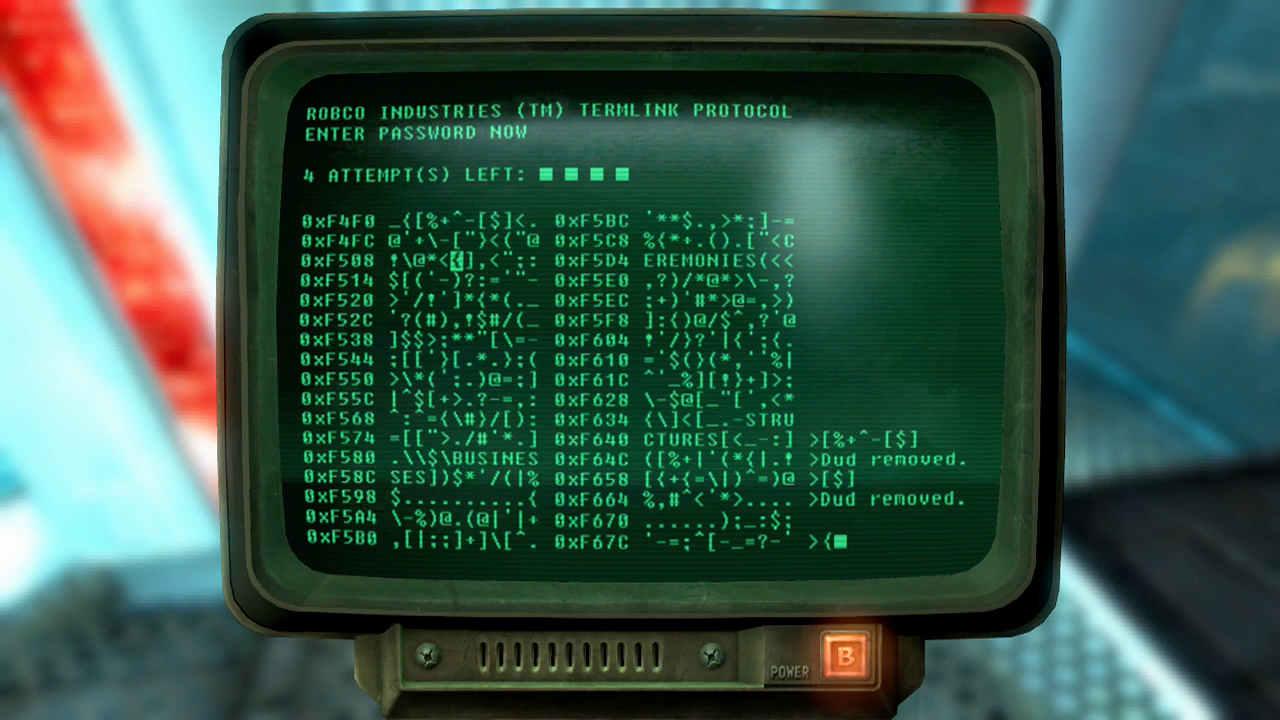 ROBCO INDUSTRIES (TM) TERMLINK PROTOCOL
ENTER PASSWORD NOW
4 ATTEMPT(S) LEFT: ■ ■ ■ ■
0xF4F0 _{[%+^-[$]<. 0xF5BC '**$.,>*;]-=
0xF4FC @"+\-["}<("@ 0xF5C8 %{*+.().["<C
0xF508 !\@*<{],<";: 0xF5D4 EREMONIES(<<
0xF514 $[('-)?:='"- 0xF5E0 ,?)/*@*>\-,?
0xF520 >'/!']*{*(._ 0xF5EC ;+)'#*>@=,>)
0xF52C '?(#),!$#/(_ 0xF5F8 ]:{)@/$^,?'@
0xF538 ]$$>:**"[\=- 0xF604 !'/}?'|{';{.
0xF544 :[['}[.*.}:( 0xF610 ='$(}(*,''%|
0xF550 >\*(':.)@=:] 0xF61C ^'_%][!}+]>:
0xF55C |^$[+>.?-=,: 0xF628 \-$@[_"[',<*
0xF568 ^:^={\#}/[): 0xF634 {\]<[_.-STRU
0xF574 =[[">./#'*.] 0xF640 CTURES[<_-:] >[%+^-[$]
0xF580 .\\$\BUSINES 0xF64C ([%+|'(*{|.! >Dud removed.
0xF58C SES])$*'/(|% 0xF658 [{+{=\|)^=)@ >[$]
0xF598 $..........{ 0xF664 %,#^<'*>.... >Dud removed.
0xF5A4 \-%)@.(@|'|+ 0xF670 ......);_:$;
0xF5B0 ,[|;;]+]\[^. 0xF67C '-=;^[-_=?-' >{■
POWER B